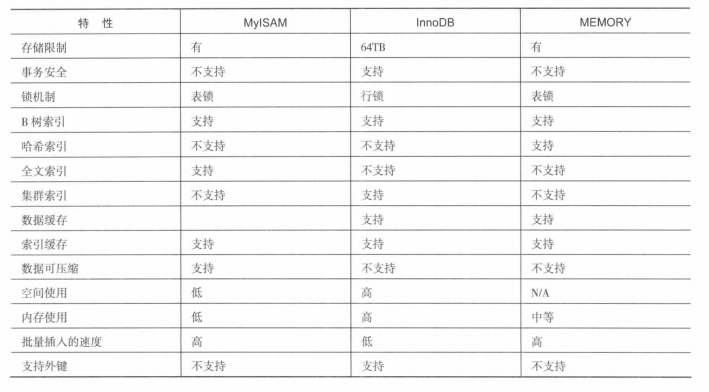 特 性 MyISAM InnoDB MEMORY
存储限制 有 64TB 有
事务安全 不支持 支持 不支持
锁机制 表锁 行锁 表锁
B 树索引 支持 支持 支持
哈希索引 不支持 不支持 支持
全文索引 支持 不支持 不支持
集群索引 不支持 支持 不支持
数据缓存 支持 支持
索引缓存 支持 支持 支持
数据可压缩 支持 不支持 不支持
空间使用 低 高 N/A
内存使用 低 高 中等
批量插入的速度 高 低 高
支持外键 不支持 支持 不支持